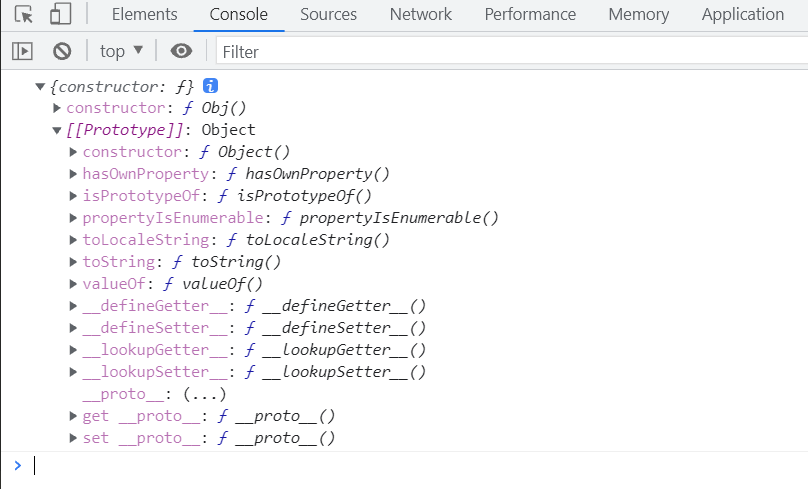 Elements Console Sources Network Performance Memory Application
top Filter
{constructor: ƒ} i
constructor: ƒ Obj()
[[Prototype]]: Object
constructor: ƒ Object()
hasOwnProperty: ƒ hasOwnProperty()
isPrototypeOf: ƒ isPrototypeOf()
propertyIsEnumerable: ƒ propertyIsEnumerable()
toLocaleString: ƒ toLocaleString()
toString: ƒ toString()
valueOf: ƒ valueOf()
__defineGetter__: ƒ __defineGetter__()
__defineSetter__: ƒ __defineSetter__()
__lookupGetter__: ƒ __lookupGetter__()
__lookupSetter__: ƒ __lookupSetter__()
__proto__: (...)
get __proto__: ƒ __proto__()
set __proto__: ƒ __proto__()